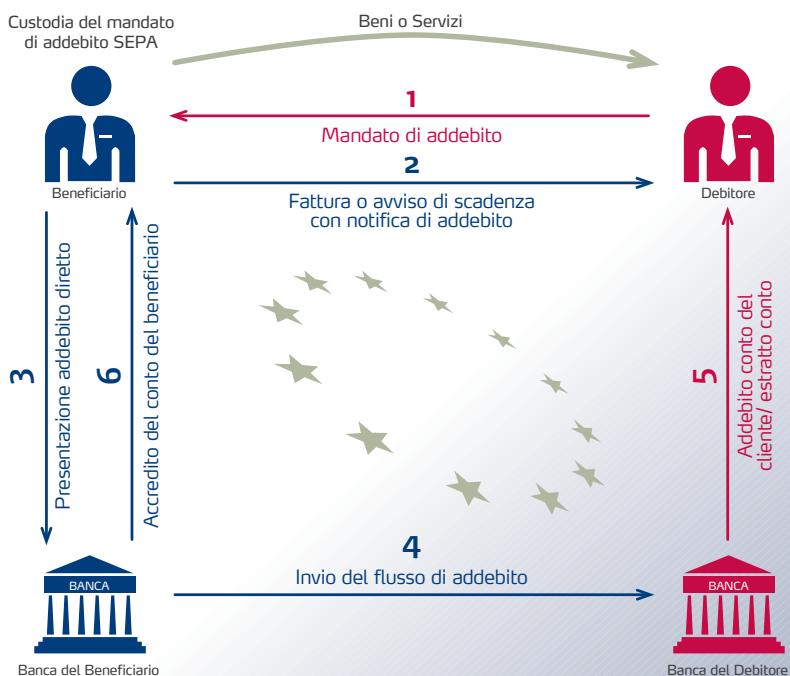 Custodia del mandato
di addebito SEPA
Beni o Servizi
1
Mandato di addebito
2
Beneficiario
Debitore
Fattura o avviso di scadenza
con notifica di addebito
3
Presentazione addebito diretto
6
Accredito del conto del beneficiario
5
Addebito conto del
cliente/ estratto conto
4
Invio del flusso di addebito
BANCA
BANCA
Banca del Beneficiario
Banca del Debitore